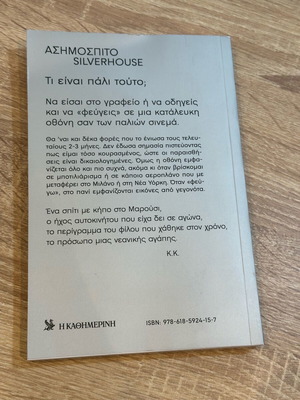 ΑΣΗΜΟΣΠΙΤΟ
SILVERHOUSE
Τι είναι πάλι τούτο;
Να είσαι στο γραφείο ή να οδηγείς
και να «φεύγεις» σε μια κατάλευκη
οθόνη σαν των παλιών σινεμά.
Θα 'ναι και δέκα φορές που το ένιωσα τους τελευ-
ταίους 2-3 μήνες. Δεν έδωσα σημασία πιστεύοντας
πως είμαι τόσο κουρασμένος, ώστε οι παραισθή-
σεις είναι δικαιολογημένες. Όμως η οθόνη εμφα-
νίζεται όλο και πιο συχνά, ακόμα κι όταν βρίσκομαι
σε μποτιλιάρισμα ή σε κάποιο αεροπλάνο που με
μεταφέρει στο Μιλάνο ή στη Νέα Υόρκη. Όταν «φεύ-
γω», στο πανί εμφανίζονται εικόνες από γεγονότα.
Ένα σπίτι με κήπο στο Μαρούσι,
ο ήχος αυτοκινήτου που είχα δει σε αγώνα,
το περίγραμμα του φίλου που χάθηκε στον χρόνο,
το πρόσωπο μιας νεανικής αγάπης.
Κ.Κ.
Η ΚΑΘΗΜΕΡΙΝΗ
ISBN: 978-618-5924-15-7